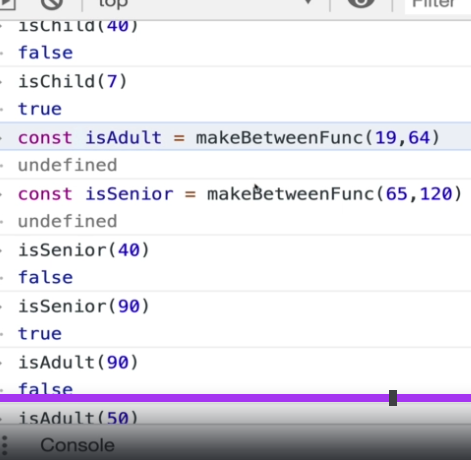 top
Filter
isChild(40)
false
isChild(7)
true
const isAdult = makeBetweenFunc(19,64)
undefined
const isSenior = makeBetweenFunc(65,120)
undefined
isSenior(40)
false
isSenior(90)
true
isAdult(90)
false
isAdult(50)
Console